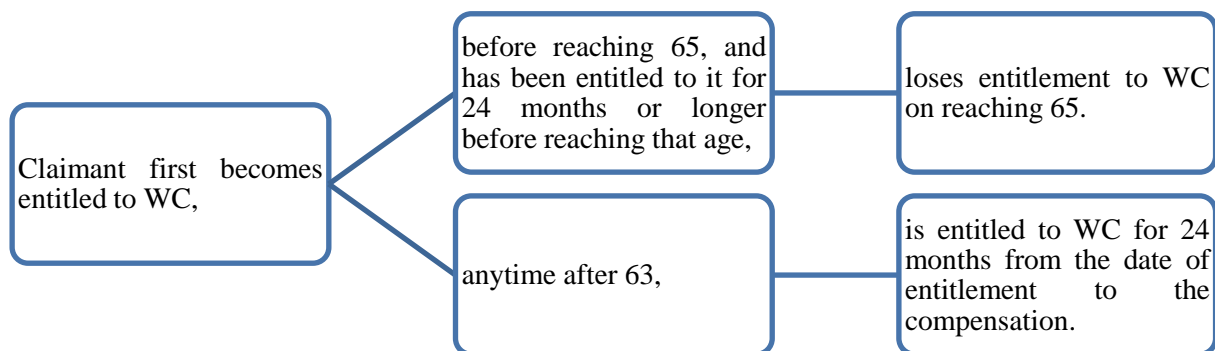 Claimant first becomes
entitled to WC,
before reaching 65, and
has been entitled to it for
24 months or longer
before reaching that age,
loses entitlement to WC
on reaching 65.
anytime after 63,
is entitled to WC for 24
months from the date of
entitlement to the
compensation.